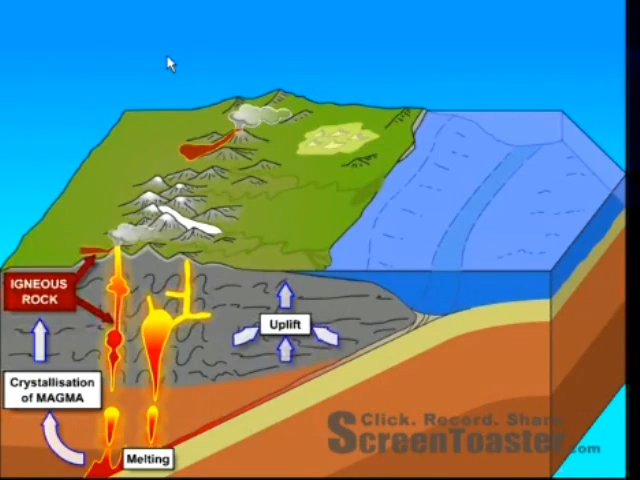 IGNEOUS
ROCK
Uplift
Crystallisation
of MAGMA
Melting
Click. Record. Share
ScreenToaster.com